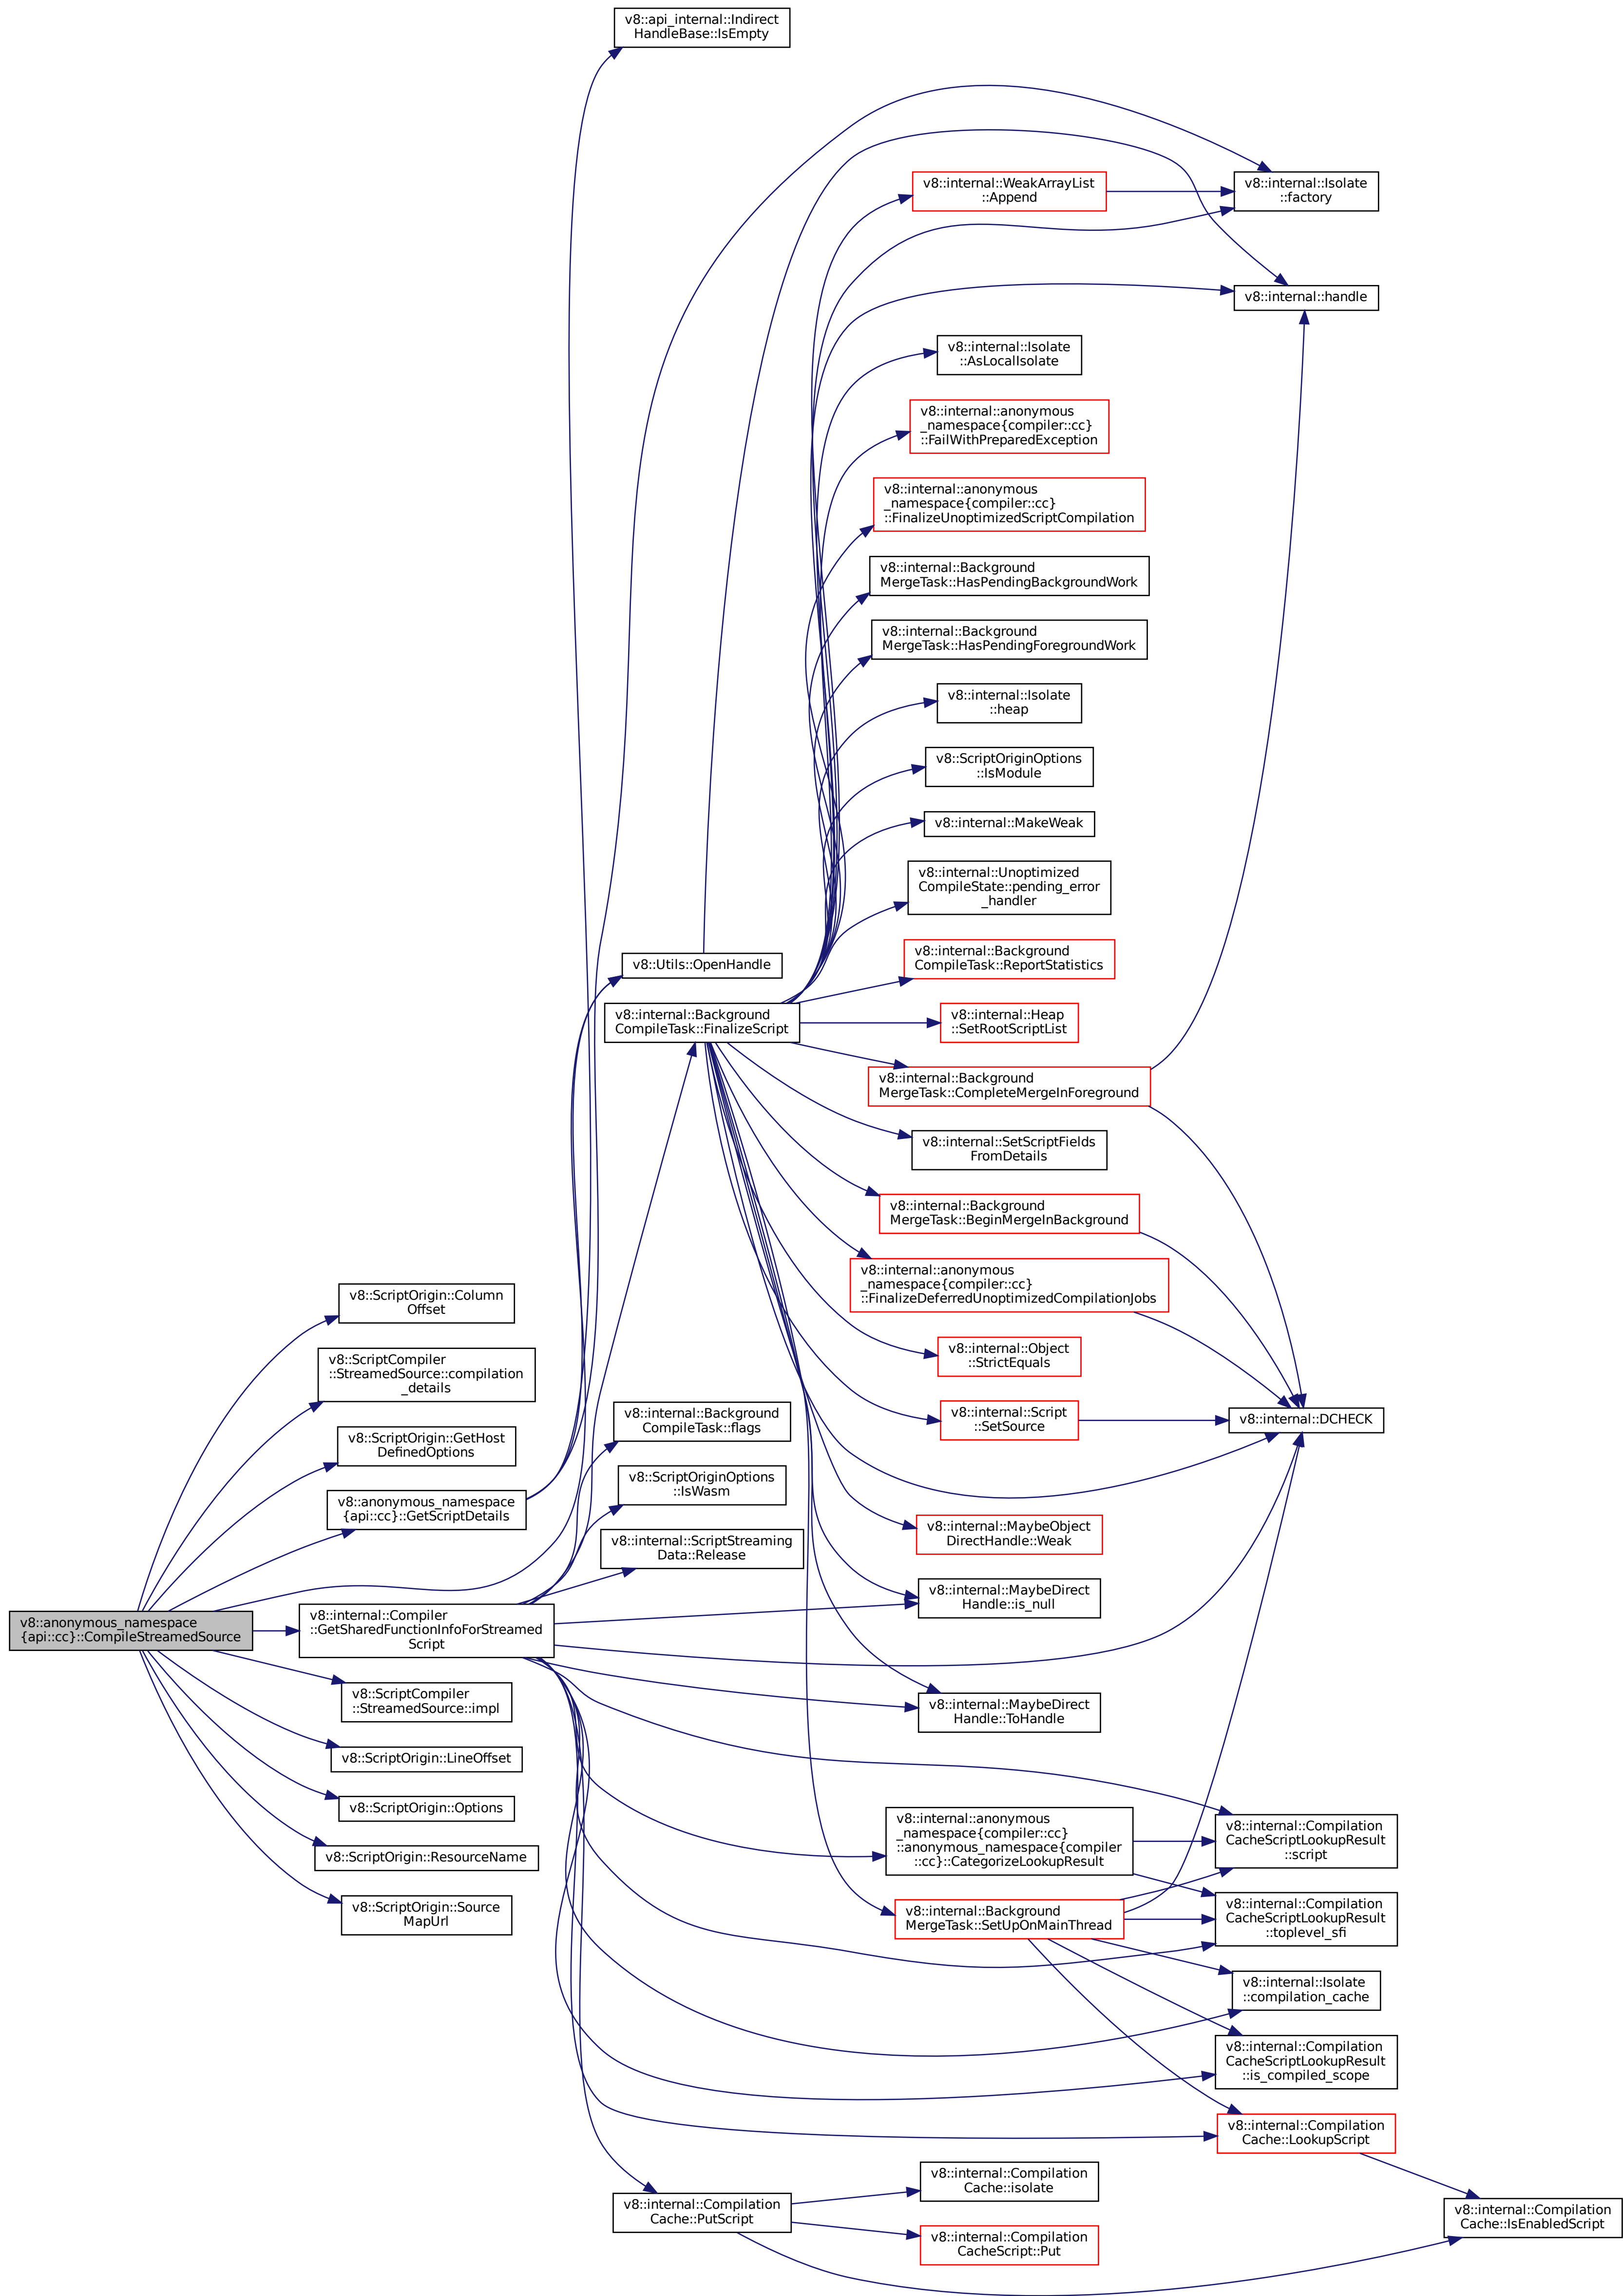 v8::api_internal::Indirect
HandleBase::IsEmpty
v8::internal::WeakArrayList
::Append
v8::internal::Isolate
::factory
v8::internal::handle
v8::internal::Isolate
::AsLocalIsolate
v8::internal::anonymous
_namespace{compiler::cc}
::FailWithPreparedException
v8::internal::anonymous
_namespace{compiler::cc}
::FinalizeUnoptimizedScriptCompilation
v8::internal::Background
MergeTask::HasPendingBackgroundWork
v8::internal::Background
MergeTask::HasPendingForegroundWork
v8::internal::Isolate
::heap
v8::ScriptOriginOptions
::IsModule
v8::internal::MakeWeak
v8::internal::Unoptimized
CompileState::pending_error
_handler
v8::internal::Background
CompileTask::ReportStatistics
v8::Utils::OpenHandle
v8::internal::Background
CompileTask::FinalizeScript
v8::internal::Heap
::SetRootScriptList
v8::internal::Background
MergeTask::CompleteMergeInForeground
v8::internal::SetScriptFields
FromDetails
v8::internal::Background
MergeTask::BeginMergeInBackground
v8::internal::anonymous
_namespace{compiler::cc}
::FinalizeDeferredUnoptimizedCompilationJobs
v8::internal::Object
::StrictEquals
v8::internal::Script
::SetSource
v8::internal::DCHECK
v8::internal::MaybeObject
DirectHandle::Weak
v8::internal::MaybeDirect
Handle::is_null
v8::internal::MaybeDirect
Handle::ToHandle
v8::ScriptOrigin::Column
Offset
v8::ScriptCompiler
::StreamedSource::compilation
_details
v8::ScriptOrigin::GetHost
DefinedOptions
v8::anonymous_namespace
{api::cc}::GetScriptDetails
v8::internal::Background
CompileTask::flags
v8::ScriptOriginOptions
::IsWasm
v8::internal::ScriptStreaming
Data::Release
v8::anonymous_namespace
{api::cc}::CompileStreamedSource
v8::internal::Compiler
::GetSharedFunctionInfoForStreamed
Script
v8::ScriptCompiler
::StreamedSource::impl
v8::ScriptOrigin::LineOffset
v8::ScriptOrigin::Options
v8::ScriptOrigin::ResourceName
v8::ScriptOrigin::Source
MapUrl
v8::internal::anonymous
_namespace{compiler::cc}
::anonymous_namespace{compiler
::cc}::CategorizeLookupResult
v8::internal::Compilation
CacheScriptLookupResult
::script
v8::internal::Background
MergeTask::SetUpOnMainThread
v8::internal::Compilation
CacheScriptLookupResult
::toplevel_sfi
v8::internal::Isolate
::compilation_cache
v8::internal::Compilation
CacheScriptLookupResult
::is_compiled_scope
v8::internal::Compilation
Cache::LookupScript
v8::internal::Compilation
Cache::PutScript
v8::internal::Compilation
Cache::isolate
v8::internal::Compilation
CacheScript::Put
v8::internal::Compilation
Cache::IsEnabledScript